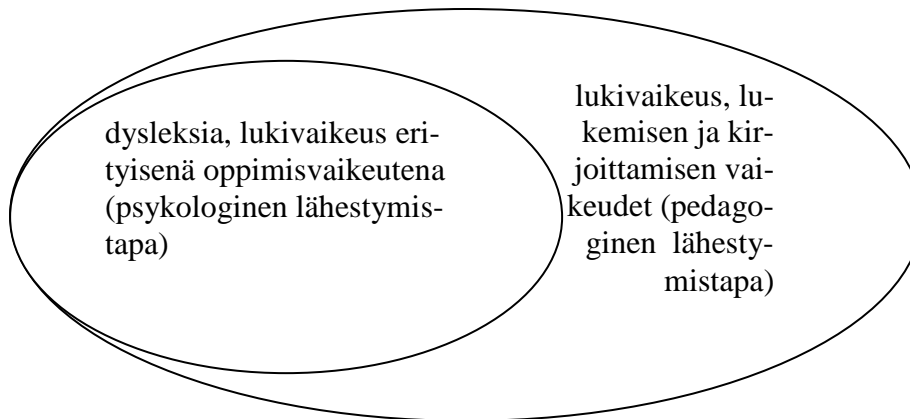 dysleksia, lukivaikeus eri-
tyisenä oppimisvaikeutena
(psykologinen lähestymis-
tapa)
lukivaikeus, lu-
kemisen ja kir-
joittamisen vai-
keudet (pedago-
ginen lähesty-
mistapa)